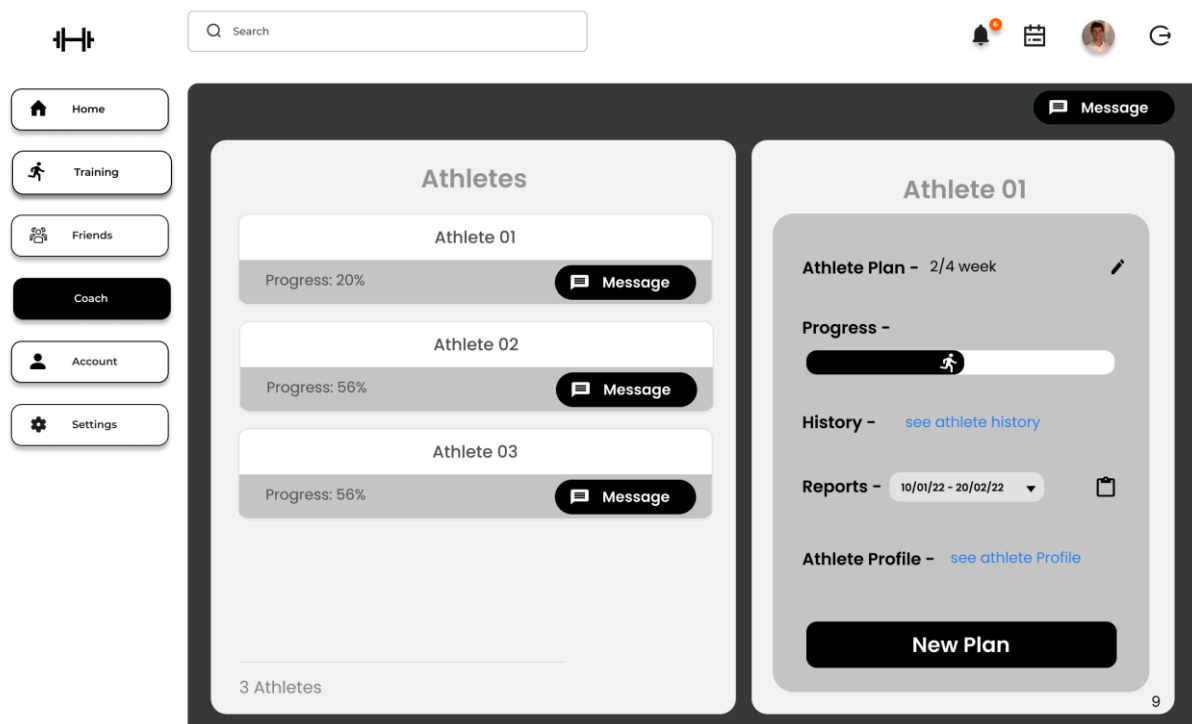 Search
6
Home
Training
Friends
Coach
Account
Settings
Message
Athletes
Athlete 01
Progress: 20%
Message
Athlete 02
Progress: 56%
Message
Athlete 03
Progress: 56%
Message
3 Athletes
Athlete 01
Athlete Plan - 2/4 week
Progress -
History - see athlete history
Reports - 10/01/22 - 20/02/22
Athlete Profile - see athlete Profile
New Plan
9